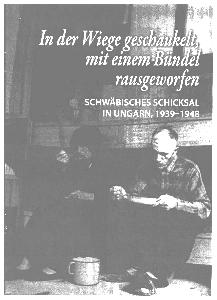 In der Wiege geschaukelt,
mit einem Bündel
rausgeworfen
SCHWÄBISCHES SCHICKSAL
IN UNGARN, 1939–1948